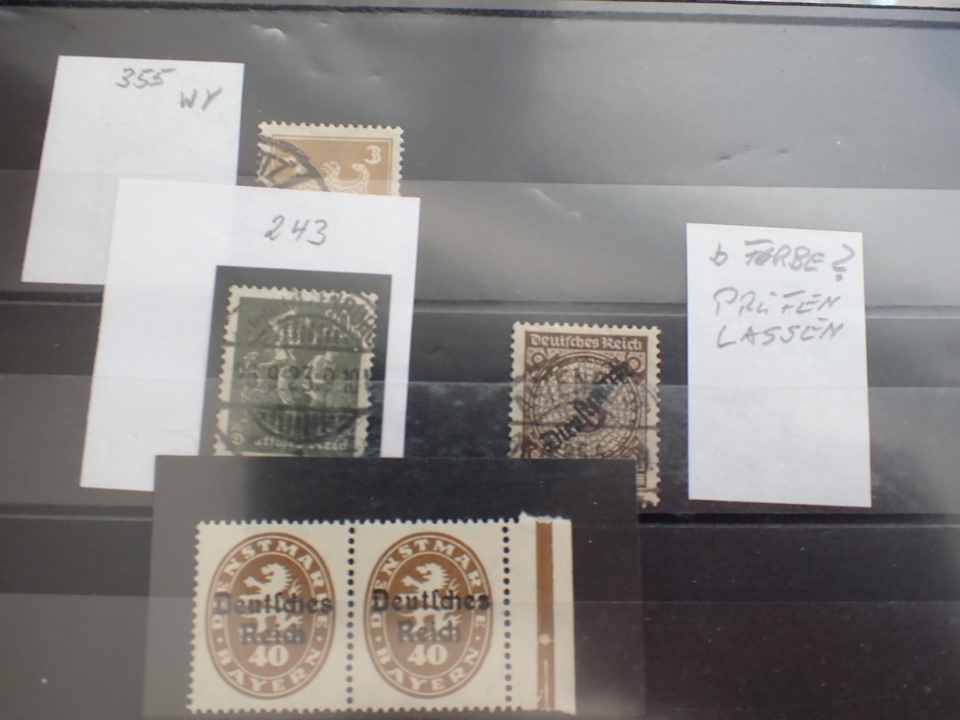 355
WY
3
243
b FARBE?
PRÜFEN
LASSEN
Deutsches Reich
DIENSTMARKE
Deutsches
Reich
40
BAYERN
DIENSTMARKE
Deutsches
Reich
40
BAYERN